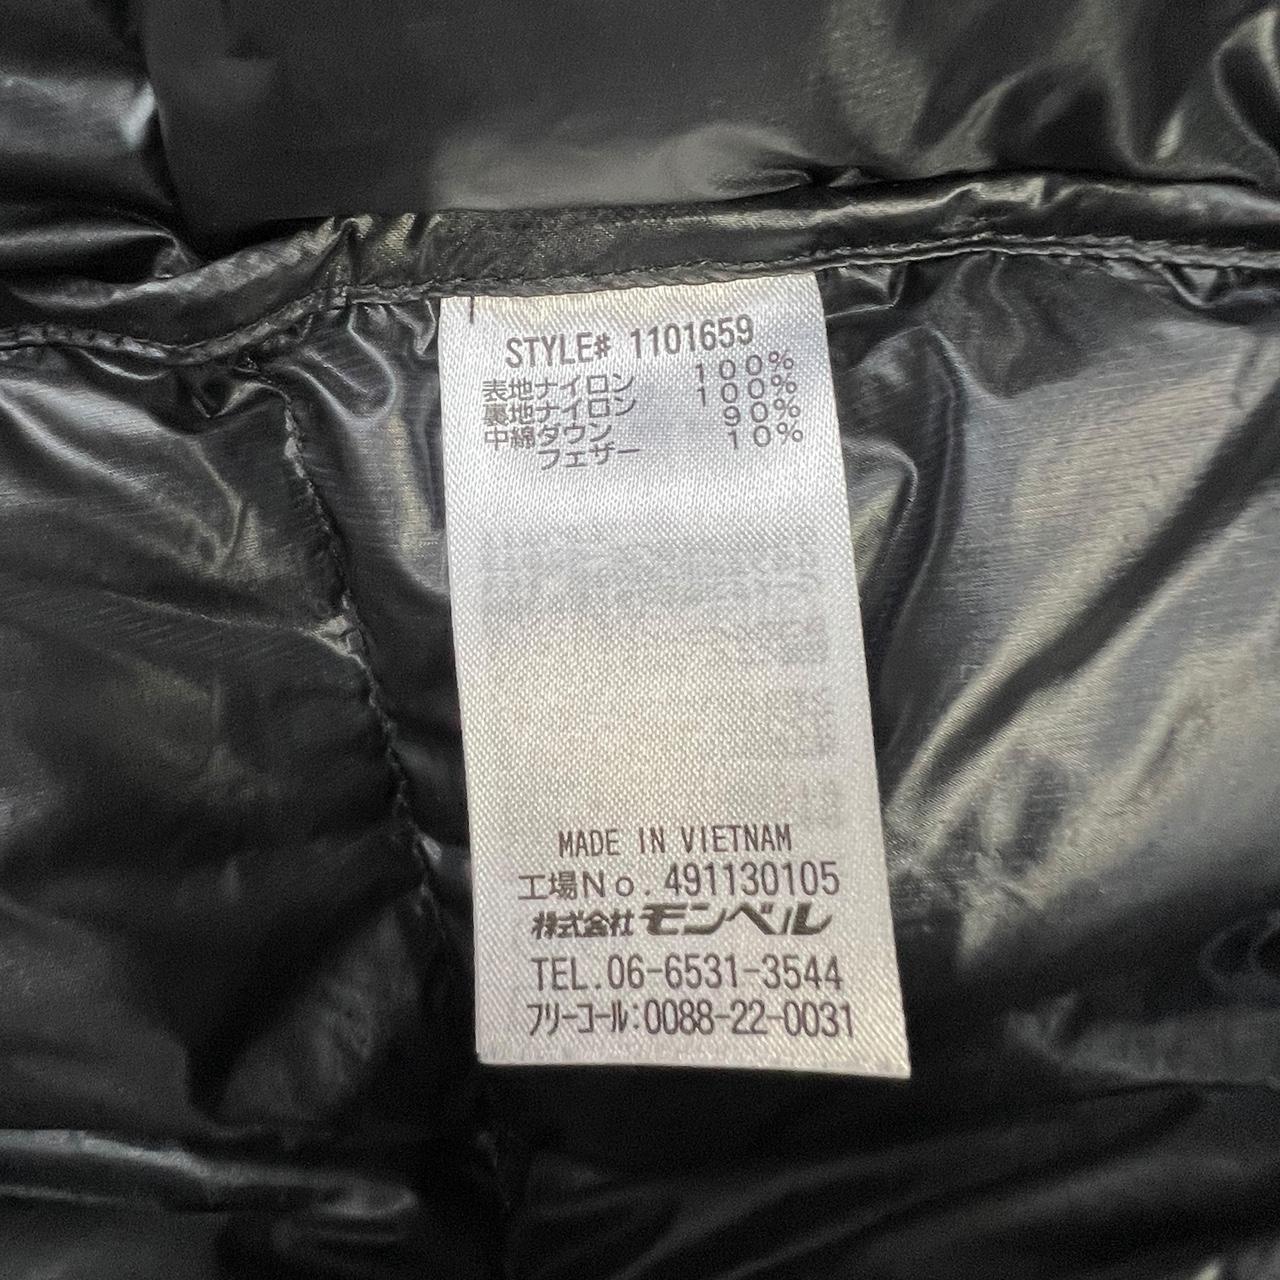 STYLE# 1101659
表地ナイロン 100%
裏地ナイロン 100%
中綿ダウン 90%
フェザー 10%
MADE IN VIETNAM
工場No.491130105
株式会社モンベル
TEL.06-6531-3544
フリーコール:0088-22-0031